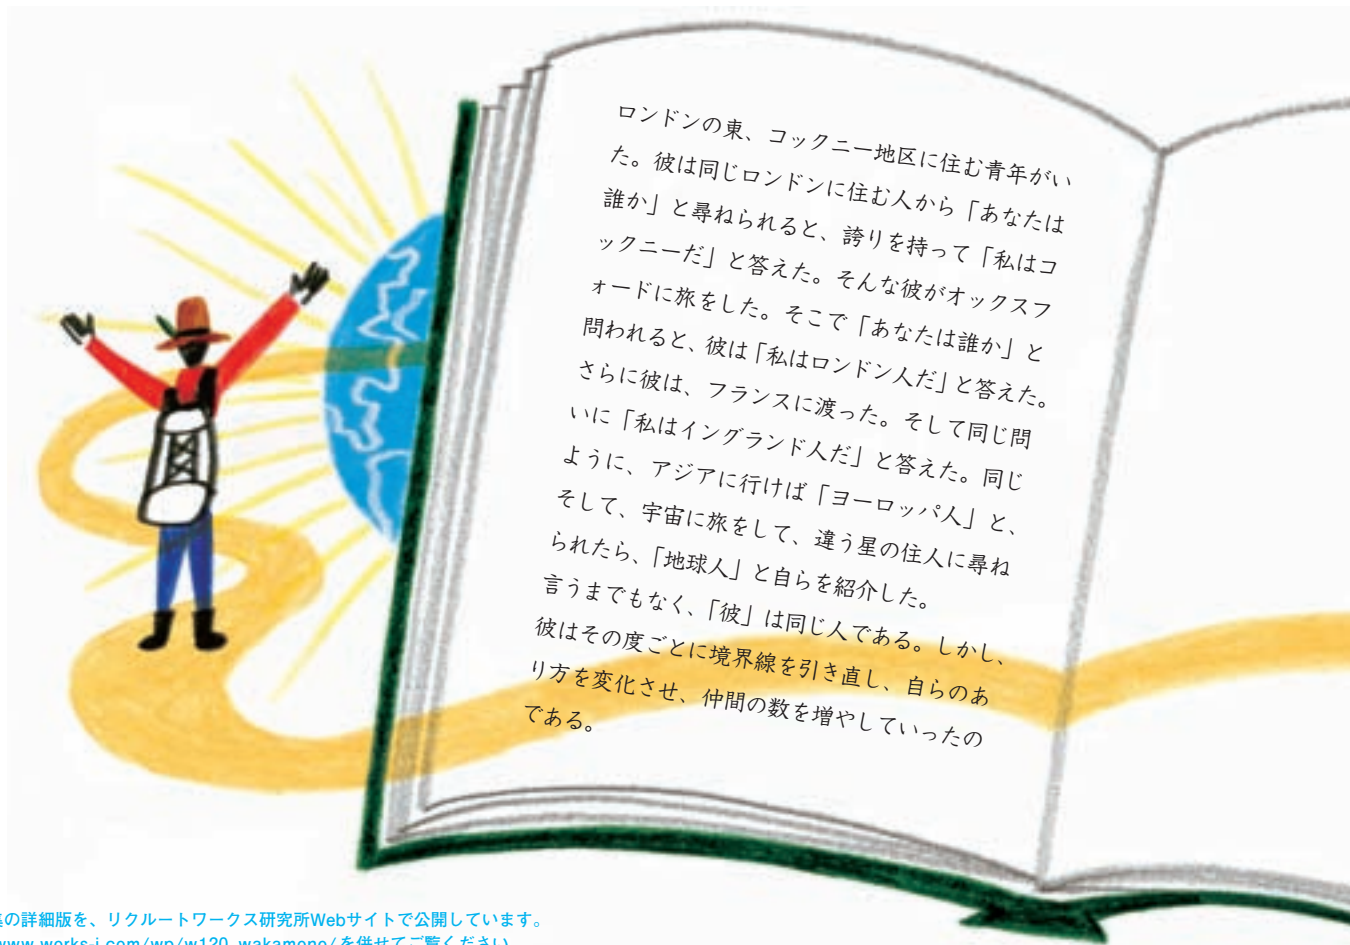 ロンドンの東、コックニー地区に住む青年がい
た。彼は同じロンドンに住む人から「あなたは
誰か」と尋ねられると、誇りを持って「私はコ
ックニーだ」と答えた。そんな彼がオックスフ
ォードに旅をした。そこで「あなたは誰か」と
問われると、彼は「私はロンドン人だ」と答えた。
さらに彼は、フランスに渡った。そして同じ問
いに「私はイングランド人だ」と答えた。同じ
ように、アジアに行けば「ヨーロッパ人」と、
そして、宇宙に旅をして、違う星の住人に尋ね
られたら、「地球人」と自らを紹介した。
言うまでもなく、「彼」は同じ人である。しかし、
彼はその度ごとに境界線を引き直し、自らのあ
り方を変化させ、仲間の数を増やしていったの
である。
の詳細版を、リクルートワークス研究所Webサイトで公開しています。
www.works-i.com/wp/w120_wakamono/を併せてご覧ください